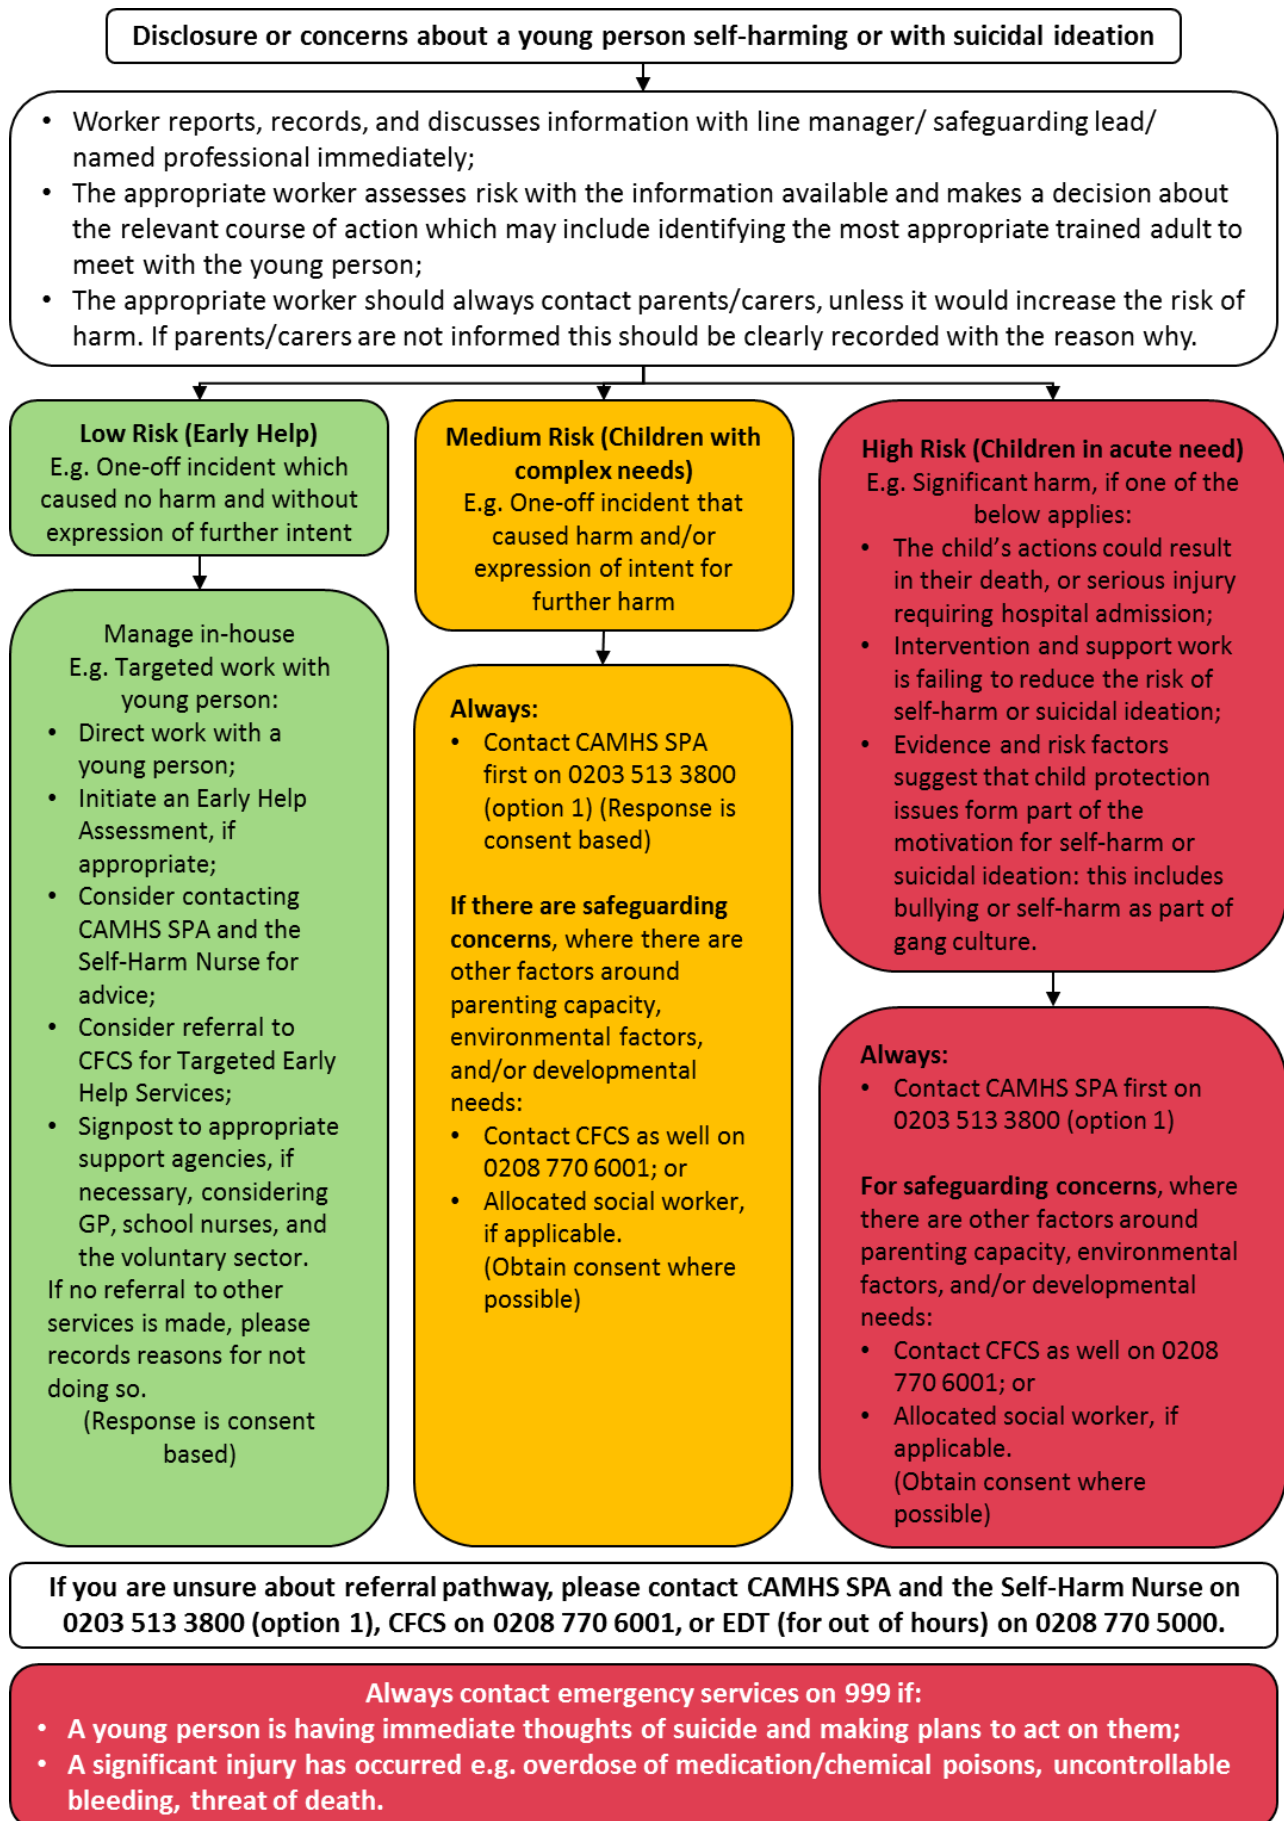 Disclosure or concerns about a young person self-harming or with suicidal ideation
• Worker reports, records, and discusses information with line manager/ safeguarding lead/
named professional immediately;
• The appropriate worker assesses risk with the information available and makes a decision about
the relevant course of action which may include identifying the most appropriate trained adult to
meet with the young person;
• The appropriate worker should always contact parents/carers, unless it would increase the risk of
harm. If parents/carers are not informed this should be clearly recorded with the reason why.
Low Risk (Early Help)
E.g. One-off incident which
caused no harm and without
expression of further intent
Manage in-house
E.g. Targeted work with
young person:
• Direct work with a
young person;
• Initiate an Early Help
Assessment, if
appropriate;
• Consider contacting
CAMHS SPA and the
Self-Harm Nurse for
advice;
• Consider referral to
CFCS for Targeted Early
Help Services;
• Signpost to appropriate
support agencies, if
necessary, considering
GP, school nurses, and
the voluntary sector.
If no referral to other
services is made, please
records reasons for not
doing so.
(Response is consent
based)
Medium Risk (Children with
complex needs)
E.g. One-off incident that
caused harm and/or
expression of intent for
further harm
Always:
• Contact CAMHS SPA
first on 0203 513 3800
(option 1) (Response is
consent based)
If there are safeguarding
concerns, where there are
other factors around
parenting capacity,
environmental factors,
and/or developmental
needs:
• Contact CFCS as well on
0208 770 6001; or
• Allocated social worker,
if applicable.
(Obtain consent where
possible)
High Risk (Children in acute need)
E.g. Significant harm, if one of the
below applies:
• The child’s actions could result
in their death, or serious injury
requiring hospital admission;
• Intervention and support work
is failing to reduce the risk of
self-harm or suicidal ideation;
• Evidence and risk factors
suggest that child protection
issues form part of the
motivation for self-harm or
suicidal ideation: this includes
bullying or self-harm as part of
gang culture.
Always:
• Contact CAMHS SPA first on
0203 513 3800 (option 1)
For safeguarding concerns, where
there are other factors around
parenting capacity, environmental
factors, and/or developmental
needs:
• Contact CFCS as well on 0208
770 6001; or
• Allocated social worker, if
applicable.
(Obtain consent where
possible)
If you are unsure about referral pathway, please contact CAMHS SPA and the Self-Harm Nurse on
0203 513 3800 (option 1), CFCS on 0208 770 6001, or EDT (for out of hours) on 0208 770 5000.
Always contact emergency services on 999 if:
• A young person is having immediate thoughts of suicide and making plans to act on them;
• A significant injury has occurred e.g. overdose of medication/chemical poisons, uncontrollable
bleeding, threat of death.